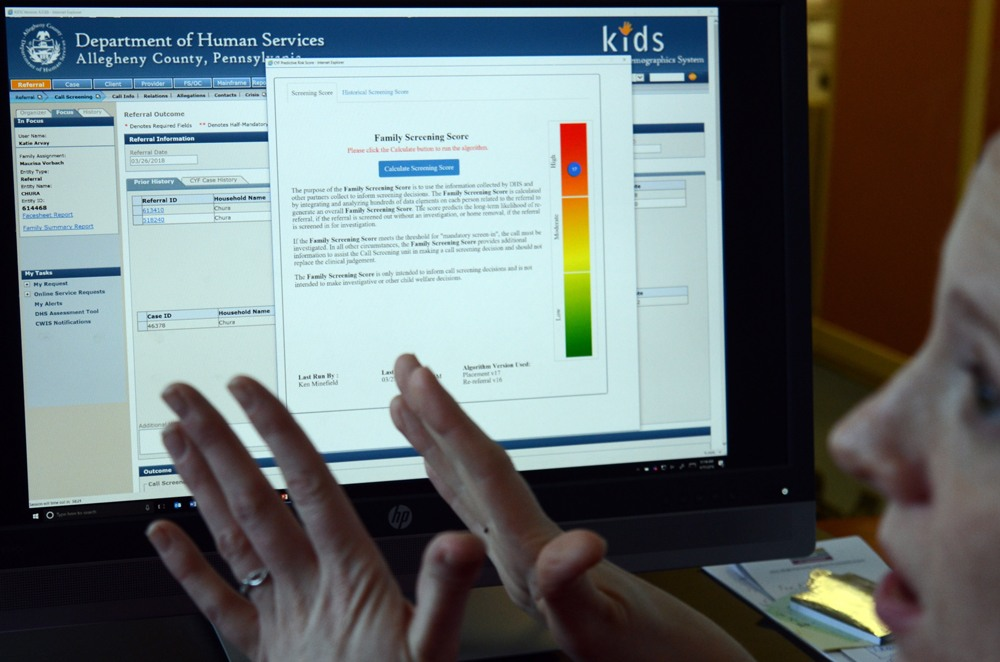 Department of Human Services
Allegheny County, Pennsylvania
kids
Demographics System
CYF Predictive Risk Score - Internet Explorer
Referral Case Client Provider FS/OC Mainframe
Referral Call Screening Call Info Relations Allegations Contacts Crisis
Organizer Focus History
In Focus
User Name:
Katie Arvay
Family Assignment:
Maurina Vorbach
Entity Type:
Referral
Entity Name:
CHURA
Entity ID:
614468
Facesheet Report
Family Summary Report
My Tasks
My Request
Online Service Requests
My Alerts
DHS Assessment Tool
CWIS Notifications
Referral Outcome
* Denotes Required Fields ** Denotes Half-Mandatory
Referral Information
Referral Date
03/26/2018
Prior History CYF Case History
Referral ID Household Name
613410 Chura
518240 Chura
Case ID Household Name
46378 Chura
Additional
Outcome
Call Screen
Screening Score Historical Screening Score
Family Screening Score
Please click the Calculate button to run the algorithm.
Calculate Screening Score
The purpose of the Family Screening Score is to use the information collected by DHS and
other partners collect to inform screening decisions. The Family Screening Score is calculated
by integrating and analyzing hundreds of data elements on each person related to the referral to
generate an overall Family Screening Score. The score predicts the long-term likelihood of re-
referral, if the referral is screened out without an investigation, or home removal, if the referral
is screened in for investigation.
If the Family Screening Score meets the threshold for "mandatory screen in", the call must be
investigated. In all other circumstances, the Family Screening Score provides additional
information to assist the Call Screening unit in making a call screening decision and should not
replace the clinical judgement.
The Family Screening Score is only intended to inform call screening decisions and is not
intended to make investigative or other child welfare decisions.
High
Moderate
Low
Last Run By :
Ken Minefield
Algorithm Version Used:
Placement v17
Re-referral v16
Type here to search
hp